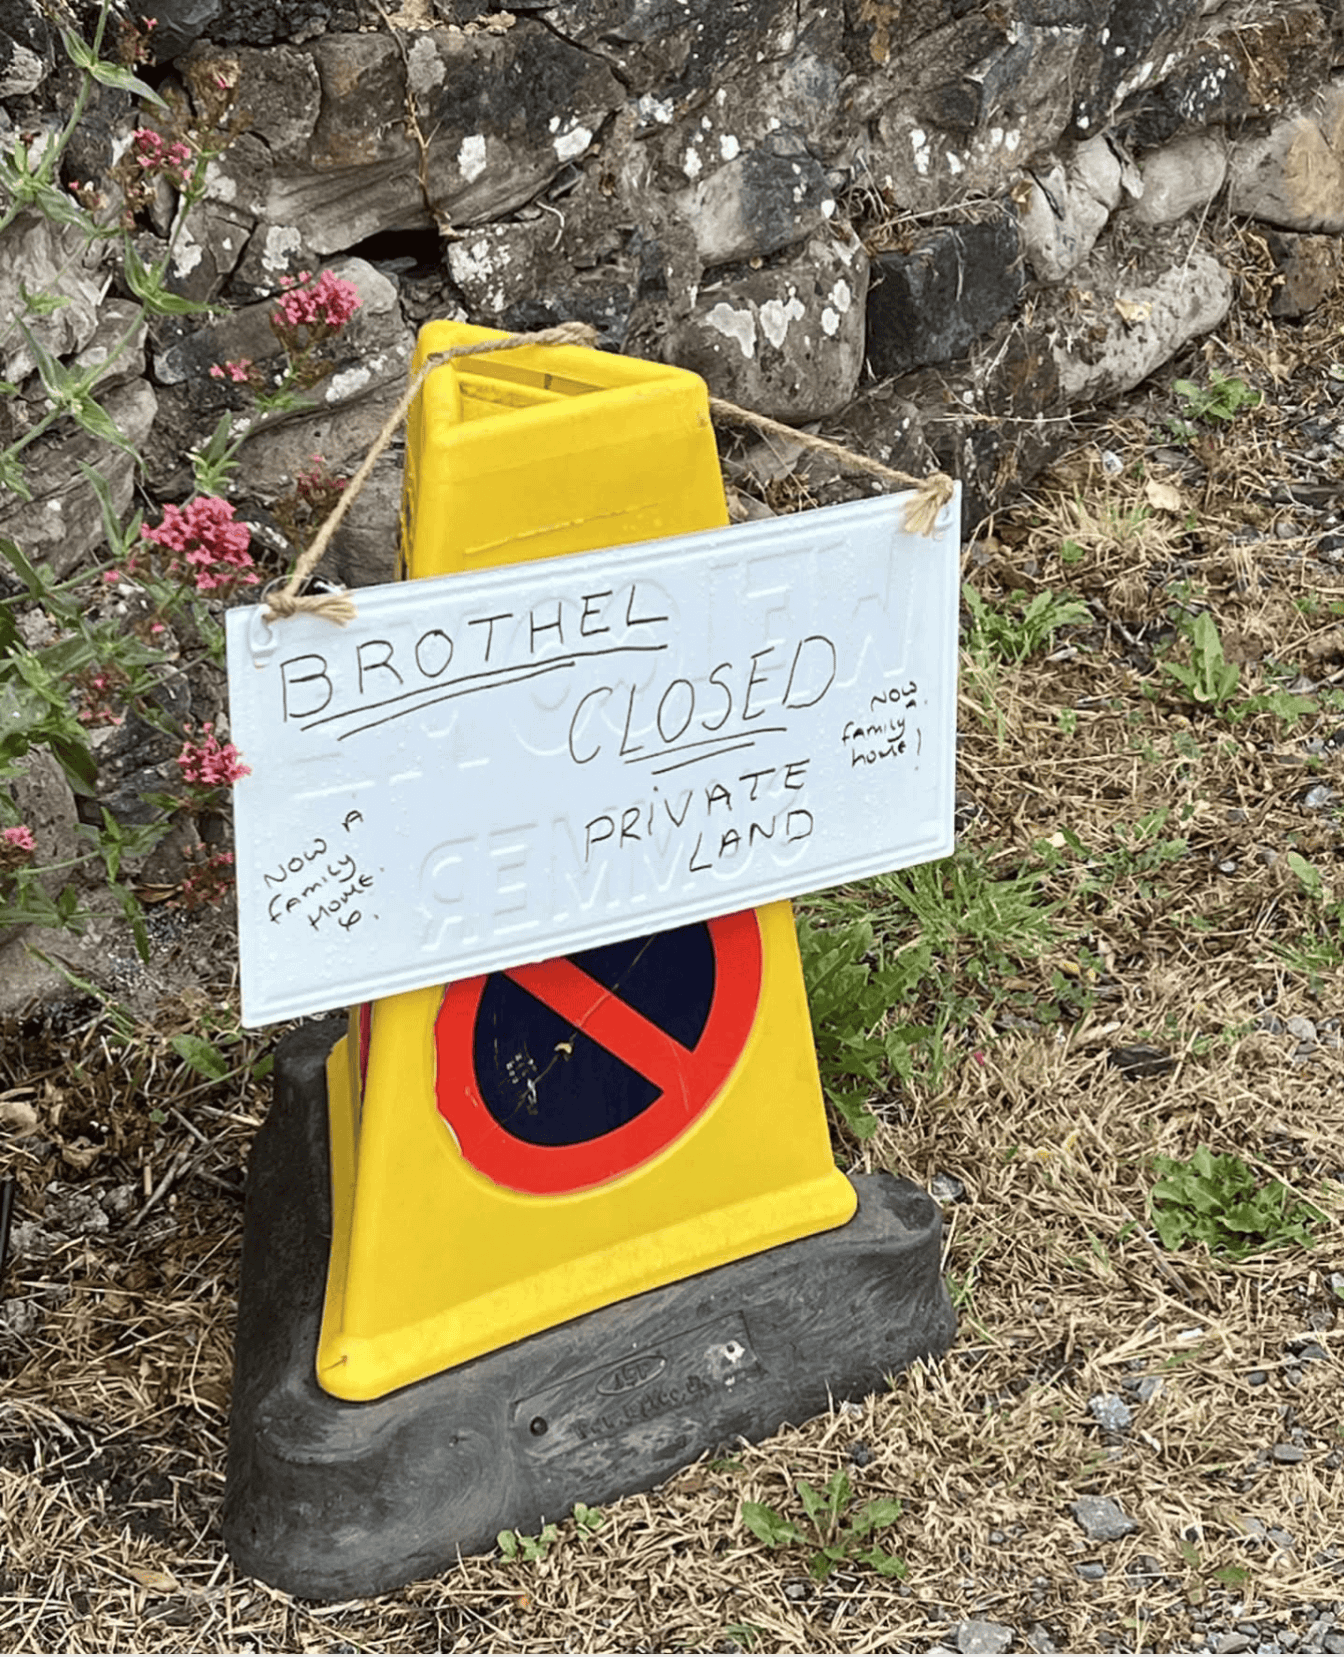 BROTHEL
CLOSED
NOW
A
family
home!
PRiVATE
LAND
NOW A
family
HOME.